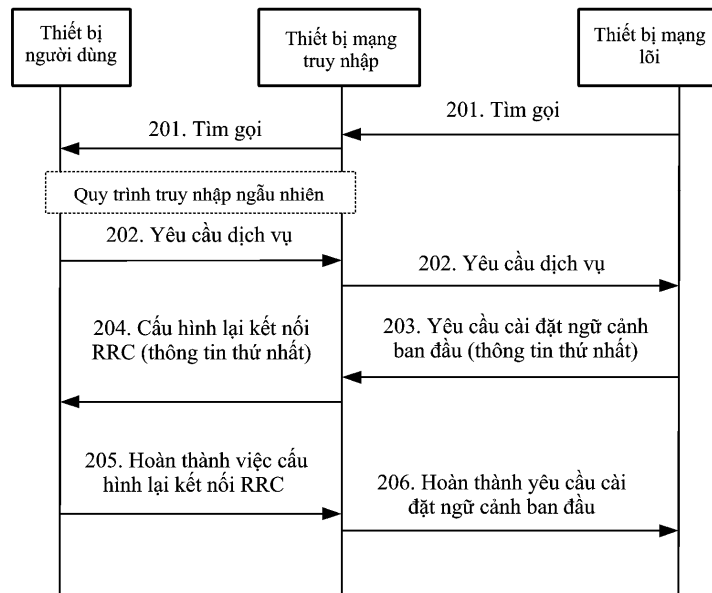 Thiết bị
người dùng
Thiết bị mạng
truy nhập
Thiết bị mạng
lõi
201. Tìm gọi
201. Tìm gọi
Quy trình truy nhập ngẫu nhiên
202. Yêu cầu dịch vụ
202. Yêu cầu dịch vụ
204. Cấu hình lại kết nối
RRC (thông tin thứ nhất)
203. Yêu cầu cài đặt ngữ cảnh
ban đầu (thông tin thứ nhất)
205. Hoàn thành việc cấu
hình lại kết nối RRC
206. Hoàn thành yêu cầu cài
đặt ngữ cảnh ban đầu